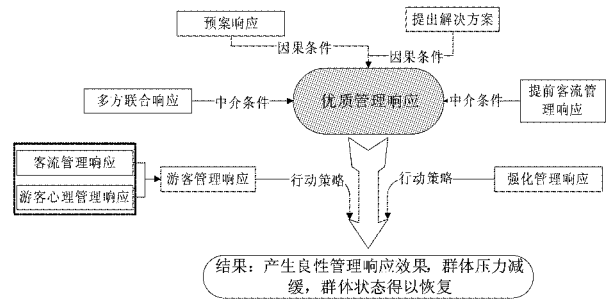 预案响应
提出解决方案
因果条件
因果条件
多方联合响应
中介条件
优质管理响应
中介条件
提前客流管
理响应
客流管理响应
游客心理管理响应
游客管理响应
行动策略
行动策略
强化管理响应
结果：产生良性管理响应效果，群体压力减
缓，群体状态得以恢复